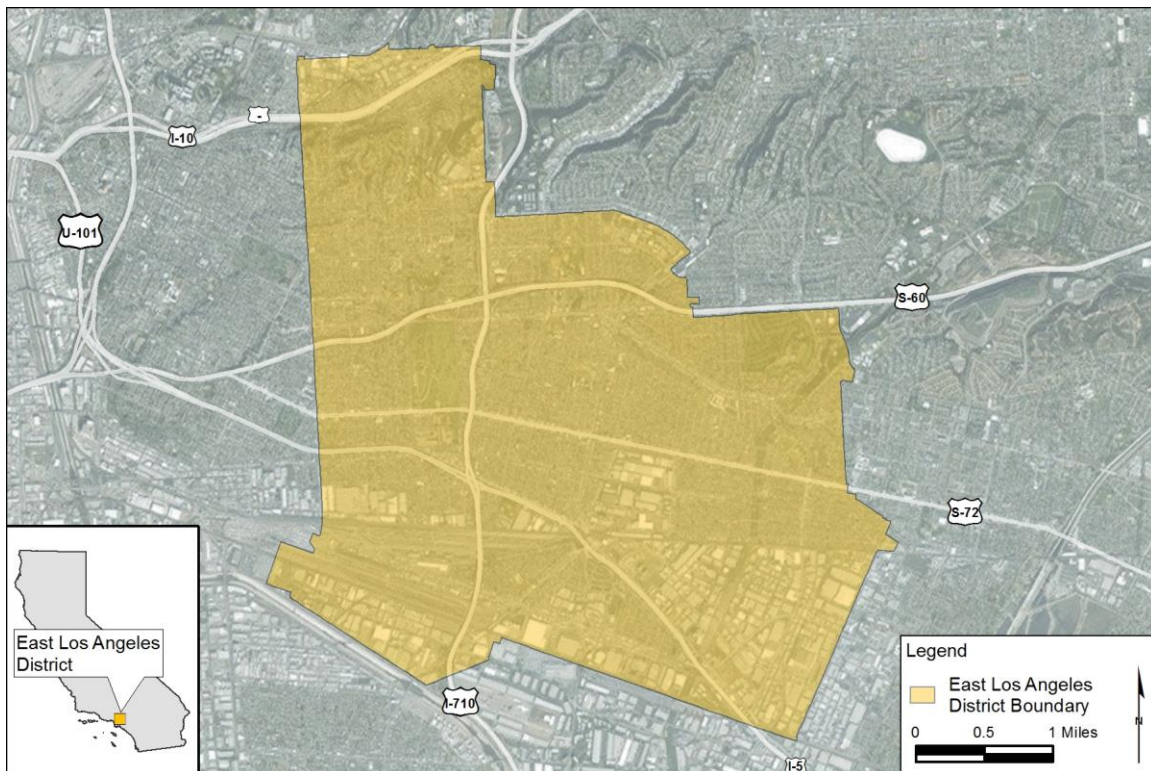 I-10
-
U-101
S-60
S-72
I-710
I-5
East Los Angeles
District
Legend
East Los Angeles
District Boundary
0 0.5 1 Miles
N